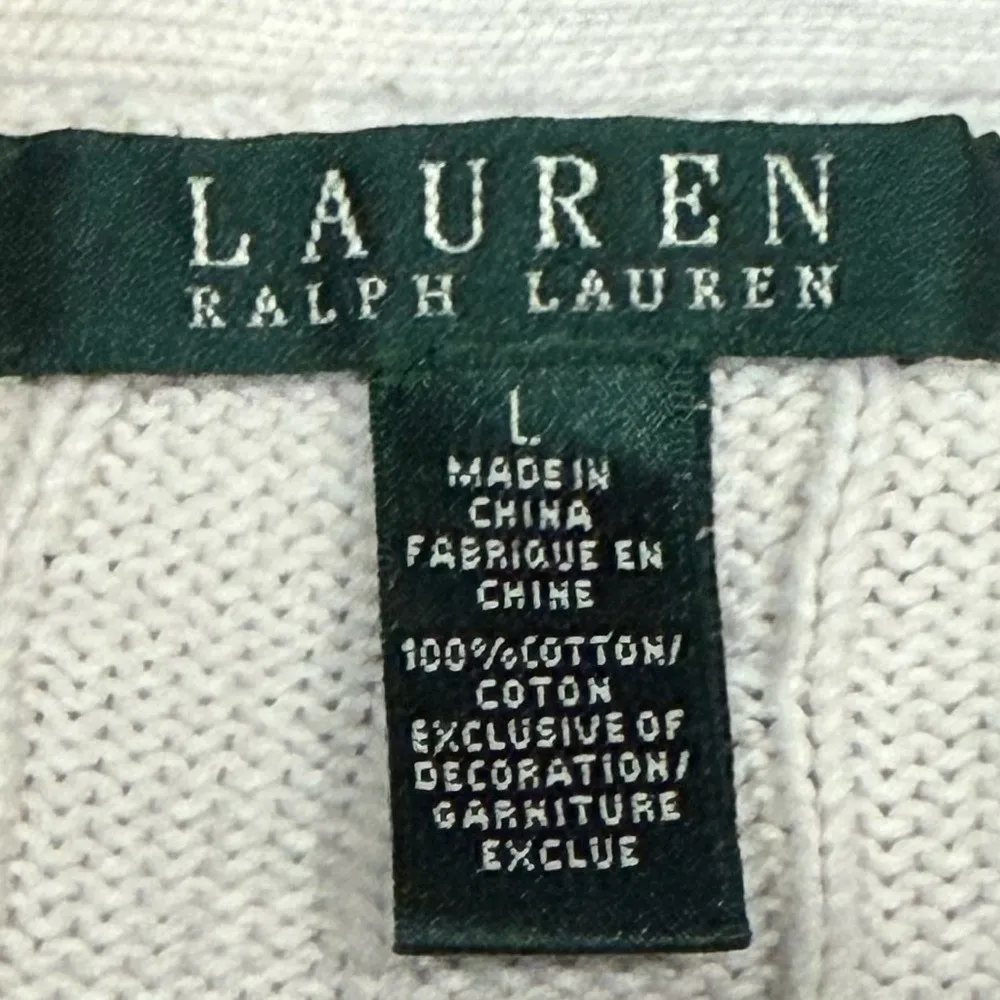 LAUREN
RALPH LAUREN
L
MADE IN
CHINA
FABRIQUE EN
CHINE
100% COTTON/
COTON
EXCLUSIVE OF
DECORATION/
GARNITURE
EXCLUE